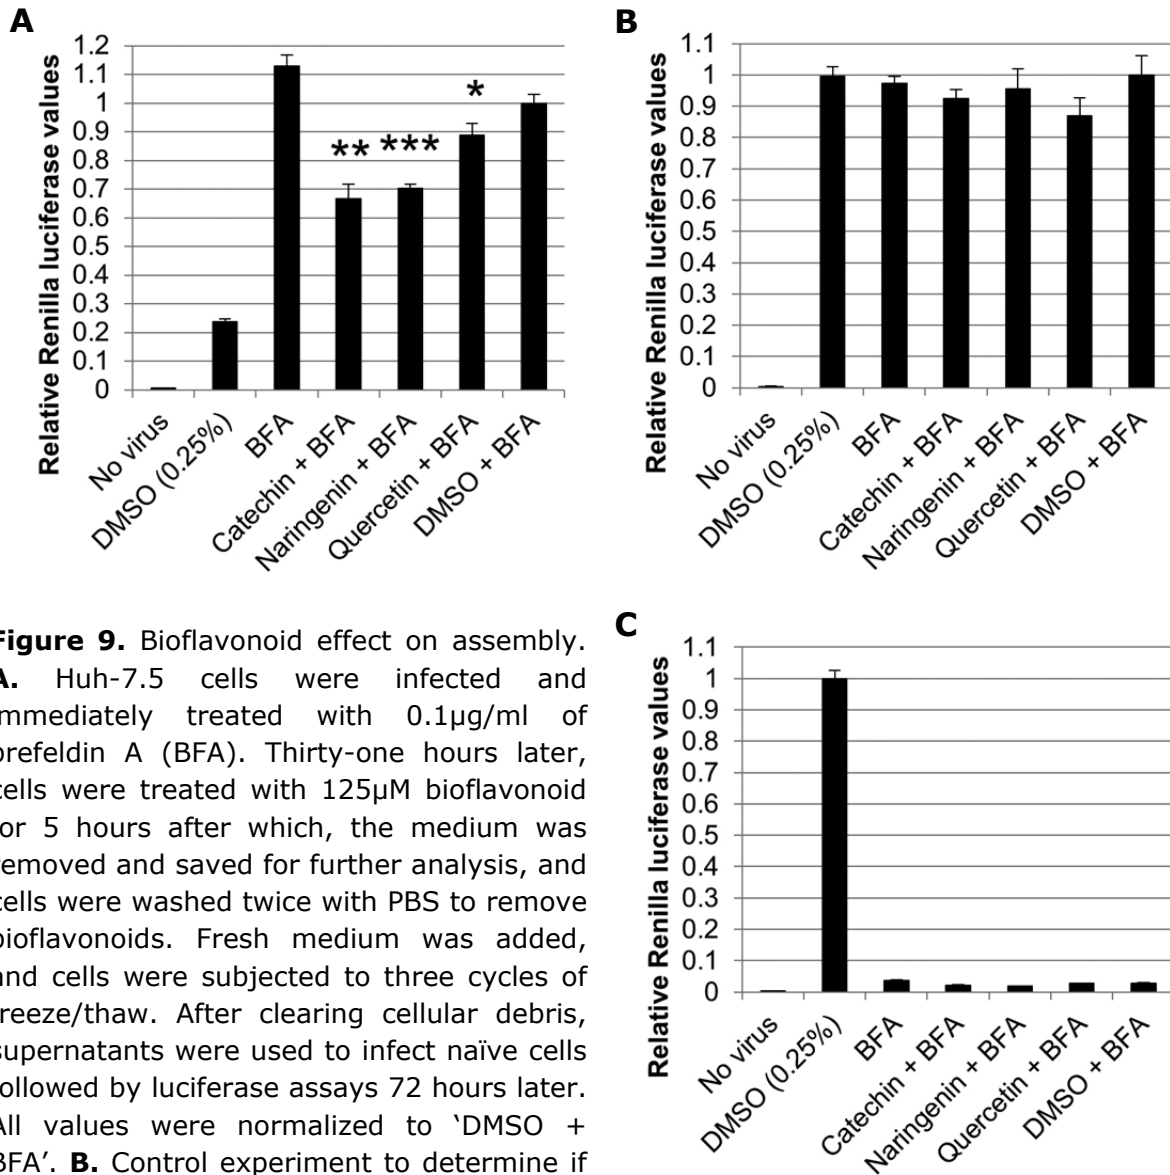 A
Relative Renilla luciferase values
1.2
1.1
1
0.9
0.8
0.7
0.6
0.5
0.4
0.3
0.2
0.1
0
** *** *
No virus
DMSO (0.25%)
BFA
Catechin + BFA
Naringenin + BFA
Quercetin + BFA
DMSO + BFA
B
Relative Renilla luciferase values
1.1
1
0.9
0.8
0.7
0.6
0.5
0.4
0.3
0.2
0.1
0
No virus
DMSO (0.25%)
BFA
Catechin + BFA
Naringenin + BFA
Quercetin + BFA
DMSO + BFA
Figure 9. Bioflavonoid effect on assembly.
A. Huh-7.5 cells were infected and
mmediately treated with 0.1µg/ml of
brefeldin A (BFA). Thirty-one hours later,
cells were treated with 125µM bioflavonoid
or 5 hours after which, the medium was
removed and saved for further analysis, and
cells were washed twice with PBS to remove
bioflavonoids. Fresh medium was added,
and cells were subjected to three cycles of
reeze/thaw. After clearing cellular debris,
supernatants were used to infect naïve cells
ollowed by luciferase assays 72 hours later.
All values were normalized to ‘DMSO +
BFA’. B. Control experiment to determine if
C
Relative Renilla luciferase values
1.1
1
0.9
0.8
0.7
0.6
0.5
0.4
0.3
0.2
0.1
0
No virus
DMSO (0.25%)
BFA
Catechin + BFA
Naringenin + BFA
Quercetin + BFA
DMSO + BFA